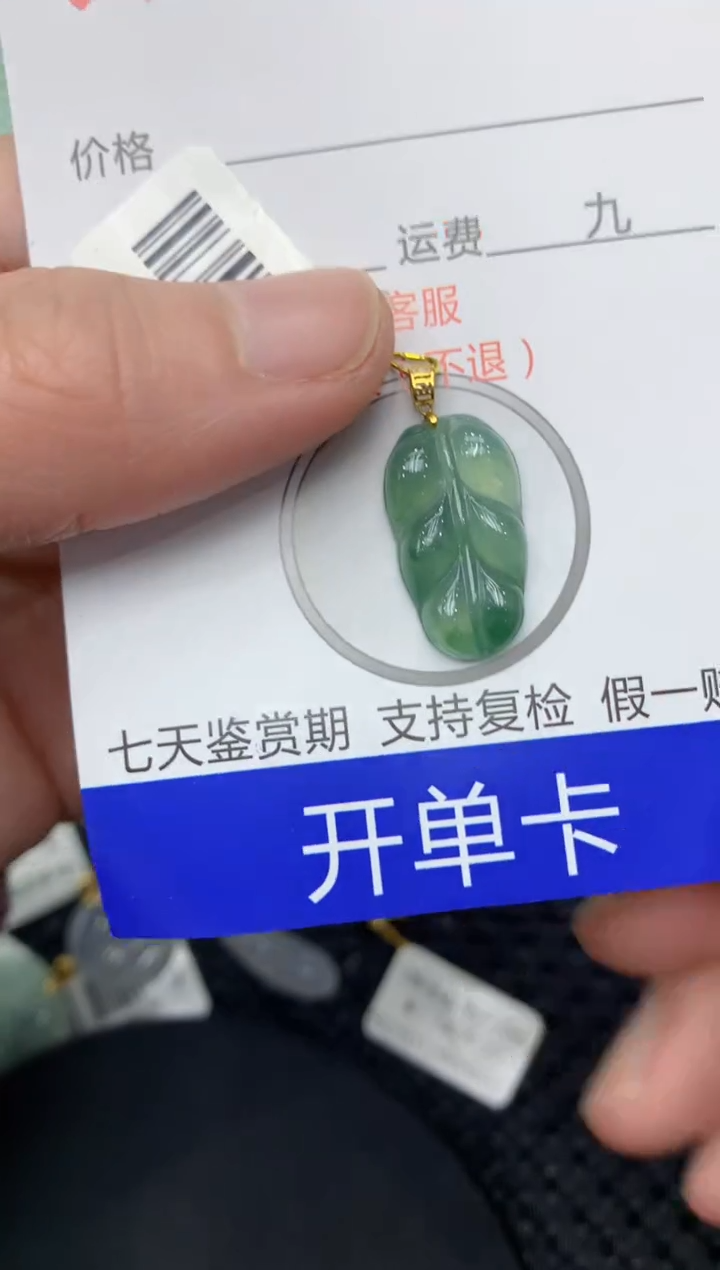 价格
运费 九
客服
不退)
七天鉴赏期 支持复检 假一
开单卡